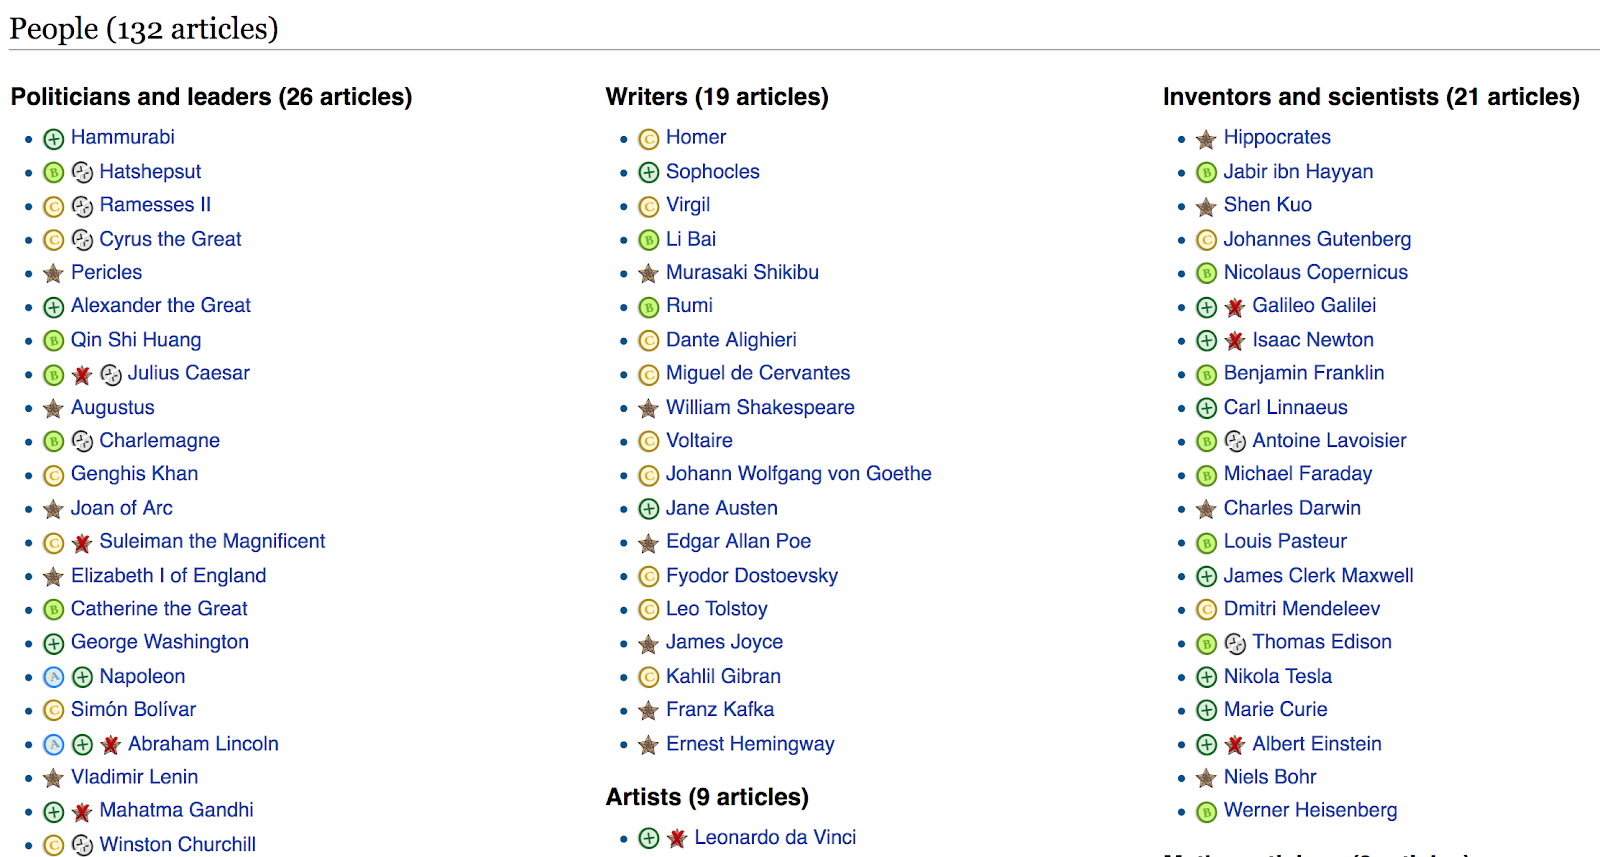 People (132 articles)
Politicians and leaders (26 articles)
Hammurabi
B Hatshepsut
C Ramesses II
C Cyrus the Great
Pericles
Alexander the Great
B Qin Shi Huang
B Julius Caesar
Augustus
B Charlemagne
C Genghis Khan
Joan of Arc
C Suleiman the Magnificent
Elizabeth I of England
B Catherine the Great
George Washington
A Napoleon
C Simón Bolívar
A Abraham Lincoln
Vladimir Lenin
Mahatma Gandhi
C Winston Churchill
Writers (19 articles)
C Homer
Sophocles
C Virgil
B Li Bai
Murasaki Shikibu
B Rumi
C Dante Alighieri
C Miguel de Cervantes
William Shakespeare
C Voltaire
C Johann Wolfgang von Goethe
Jane Austen
Edgar Allan Poe
C Fyodor Dostoevsky
C Leo Tolstoy
James Joyce
C Kahlil Gibran
Franz Kafka
Ernest Hemingway
Artists (9 articles)
Leonardo da Vinci
Inventors and scientists (21 articles)
Hippocrates
B Jabir ibn Hayyan
Shen Kuo
C Johannes Gutenberg
B Nicolaus Copernicus
Galileo Galilei
Isaac Newton
B Benjamin Franklin
Carl Linnaeus
B Antoine Lavoisier
B Michael Faraday
Charles Darwin
B Louis Pasteur
James Clerk Maxwell
C Dmitri Mendeleev
B Thomas Edison
Nikola Tesla
Marie Curie
Albert Einstein
Niels Bohr
B Werner Heisenberg